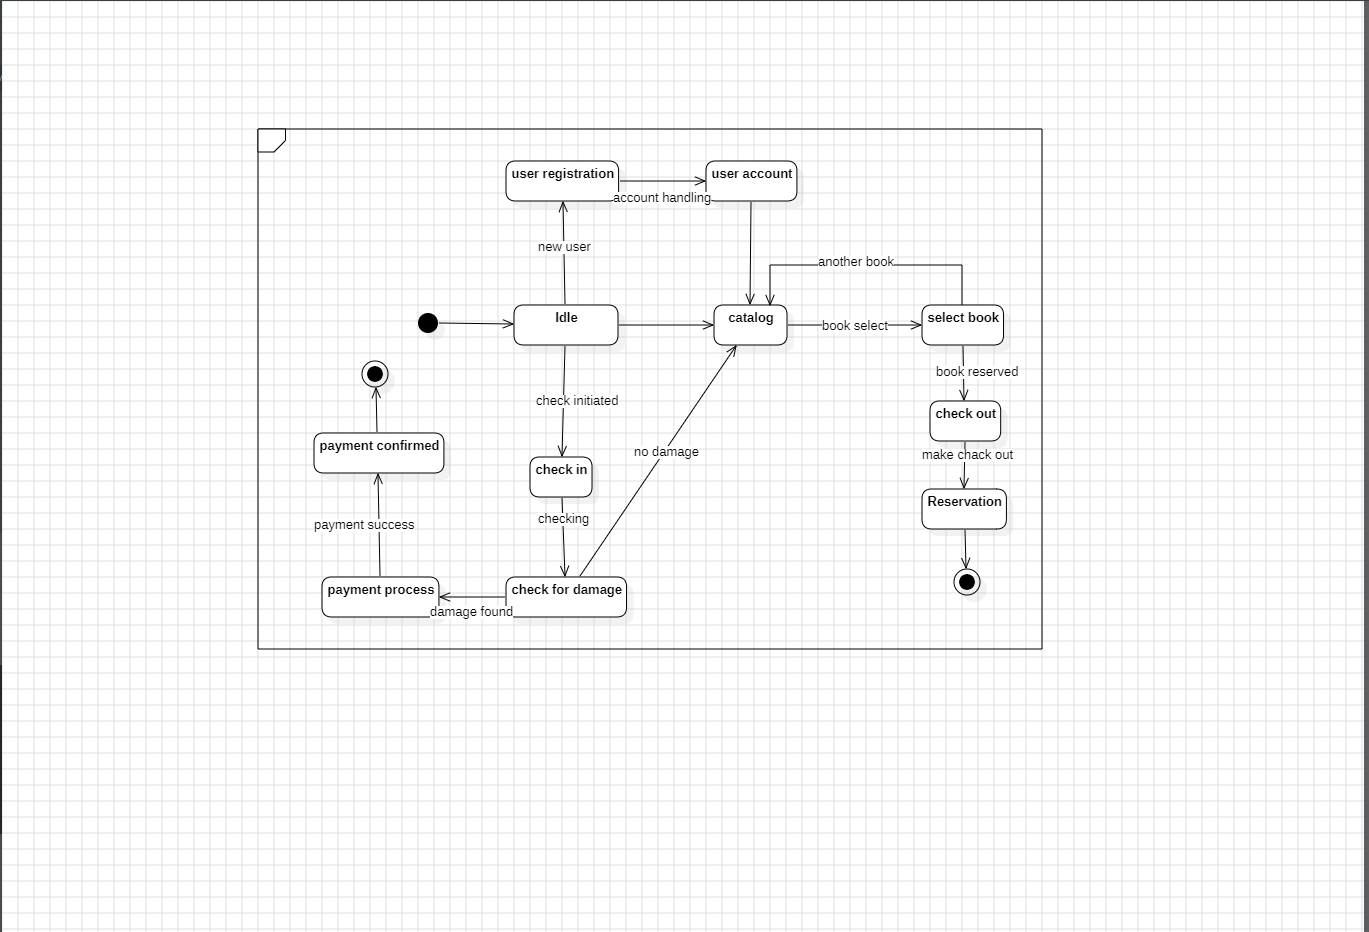 user registration
user account
account handling
new user
another book
Idle
catalog
select book
book select
book reserved
check initiated
check out
payment confirmed
no damage
make chack out
check in
Reservation
checking
payment success
payment process
check for damage
damage found